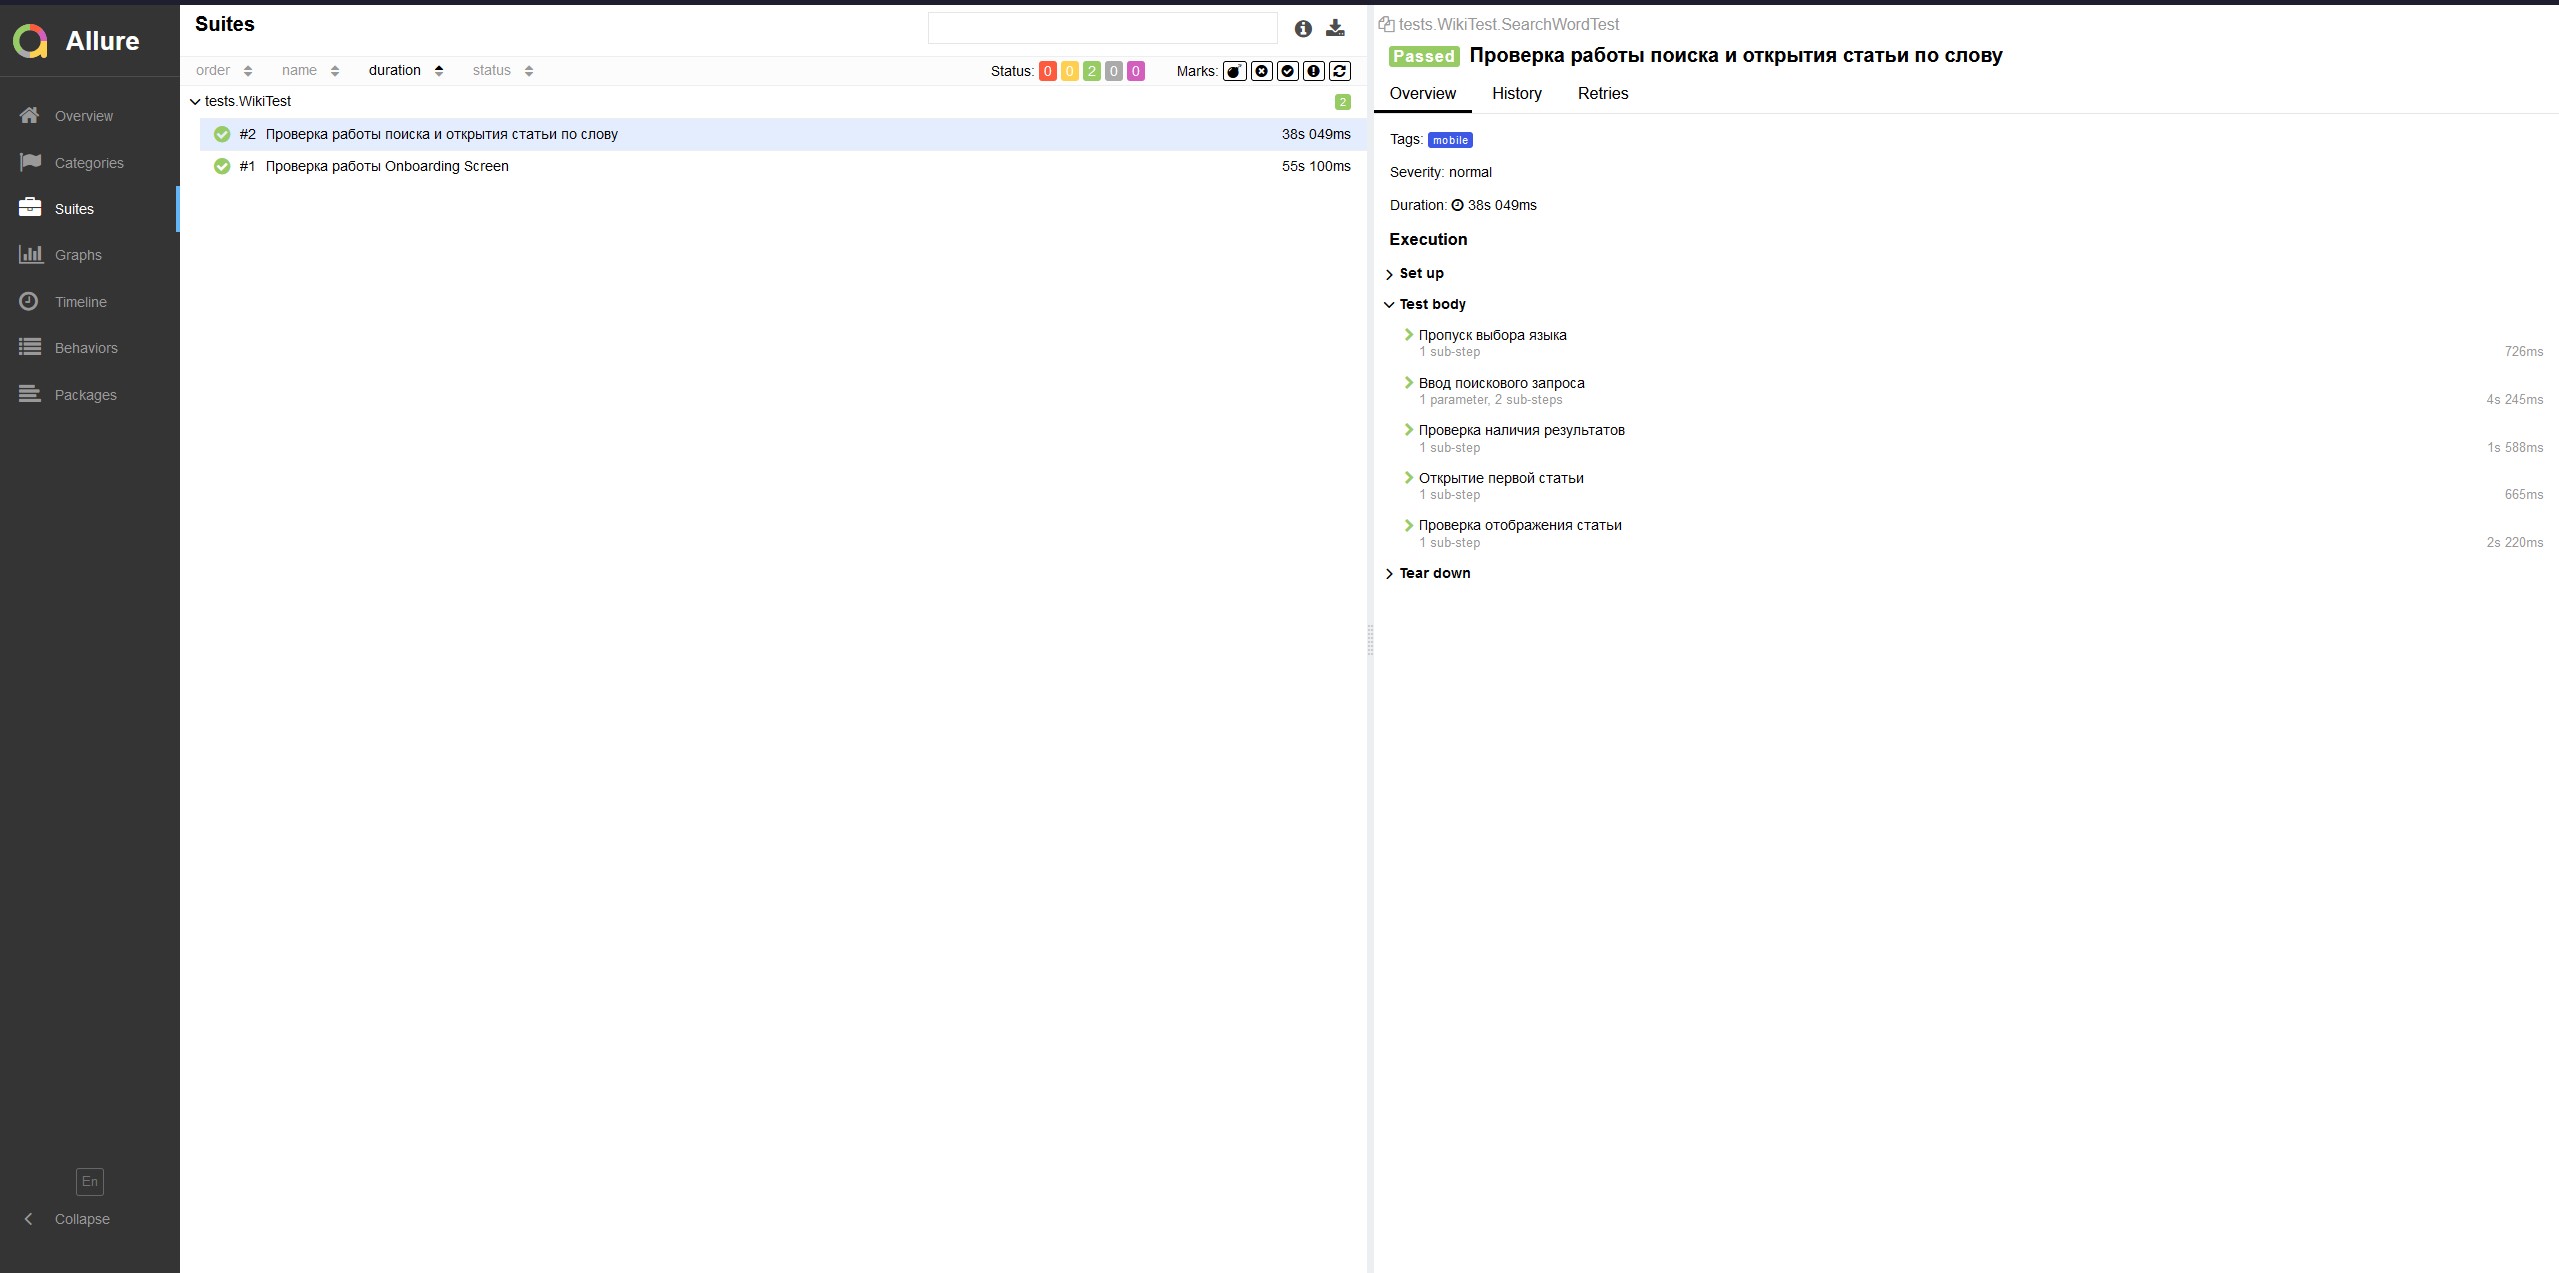 Allure
Overview
Categories
Suites
Graphs
Timeline
Behaviors
Packages
En
Collapse
Suites
order name duration status
Status: 0 0 2 0 0 Marks:
tests.WikiTest 2
#2 Проверка работы поиска и открытия статьи по слову 38s 049ms
#1 Проверка работы Onboarding Screen 55s 100ms
tests.WikiTest.SearchWordTest
Passed Проверка работы поиска и открытия статьи по слову
Overview History Retries
Tags: mobile
Severity: normal
Duration: 38s 049ms
Execution
Set up
Test body
Пропуск выбора языка
1 sub-step 726ms
Ввод поискового запроса
1 parameter, 2 sub-steps 4s 245ms
Проверка наличия результатов
1 sub-step 1s 588ms
Открытие первой статьи
1 sub-step 665ms
Проверка отображения статьи
1 sub-step 2s 220ms
Tear down